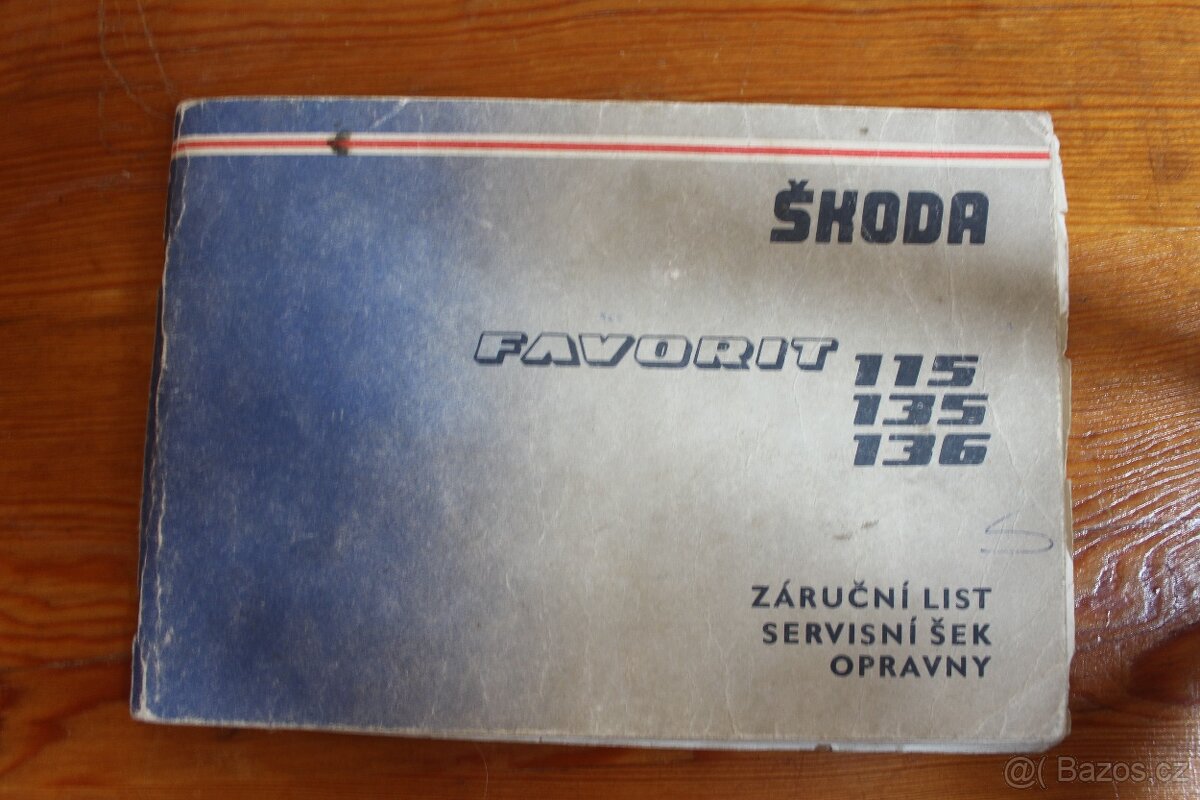 ŠKODA
FAVORIT 115
135
136
S
ZÁRUČNÍ LIST
SERVISNÍ ŠEK
OPRAVNY
@( Bazos.cz